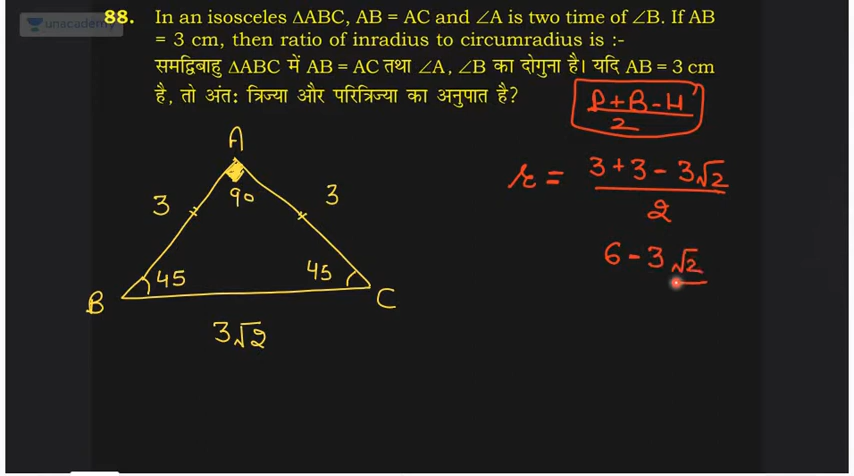 unacademy
88. In an isosceles ΔABC, AB = AC and ∠A is two time of ∠B. If AB
= 3 cm, then ratio of inradius to circumradius is :-
समद्विबाहु ΔABC में AB = AC तथा ∠A, ∠B का दोगुना है। यदि AB = 3 cm
है, तो अंतः त्रिज्या और परित्रिज्या का अनुपात है?
P+B-H
2
A
90
3
3
r = 3 + 3 - 3√2
2
6 - 3√2
45
45
B
C
3√2